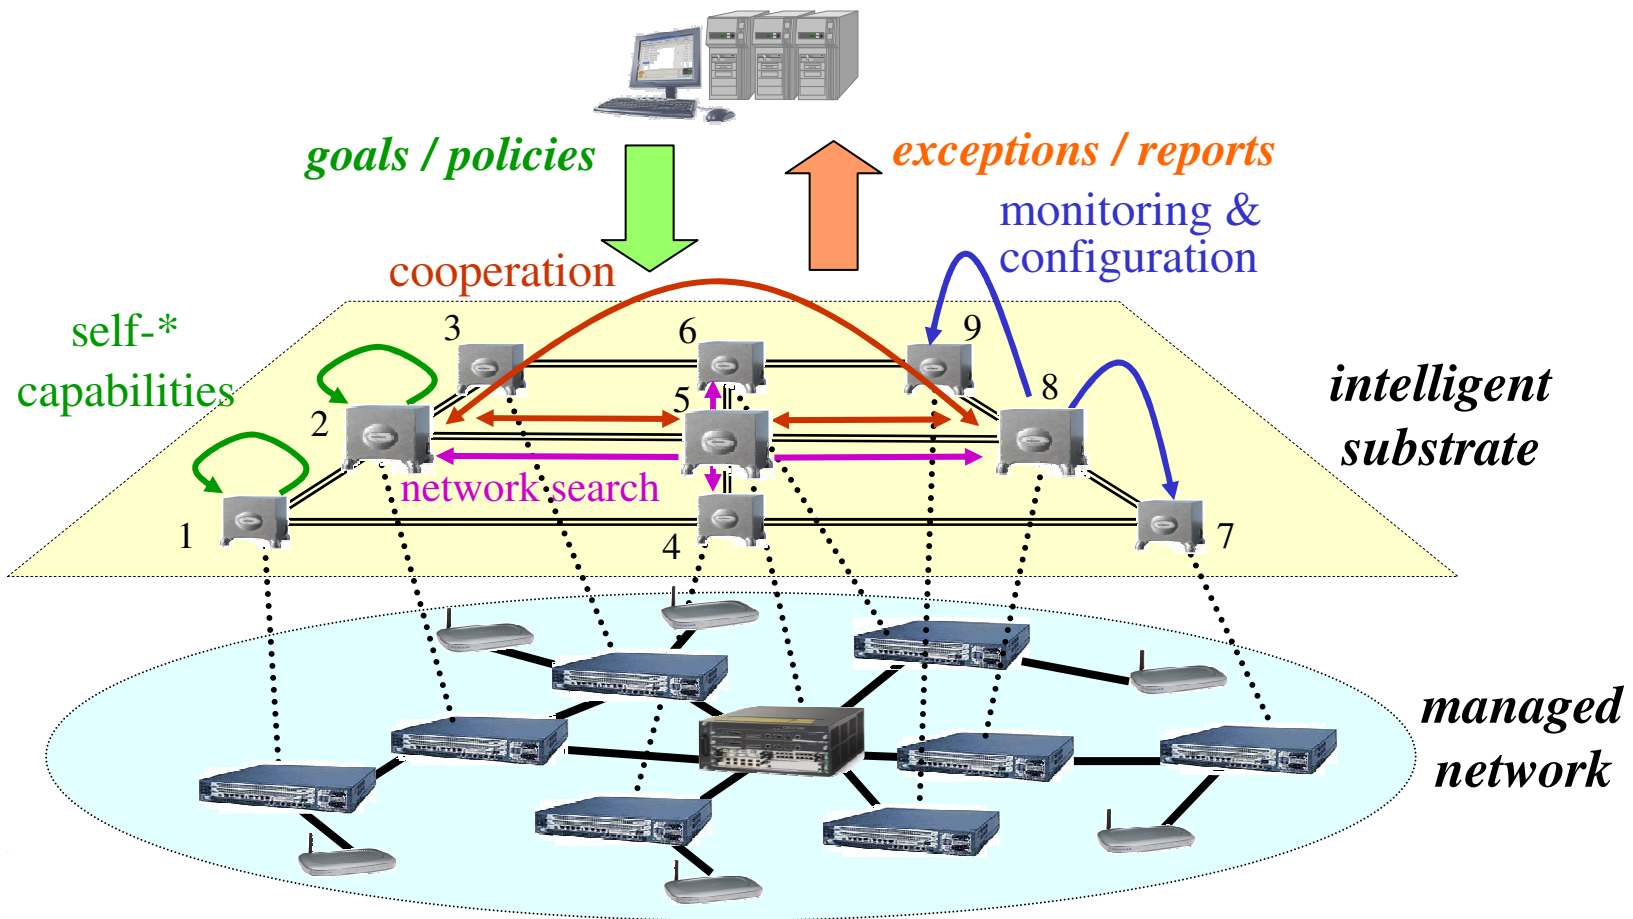 goals / policies
exceptions / reports
monitoring &
configuration
cooperation
self-*
capabilities
3
6
9
2
5
8
intelligent
substrate
network search
1
4
7
managed
network